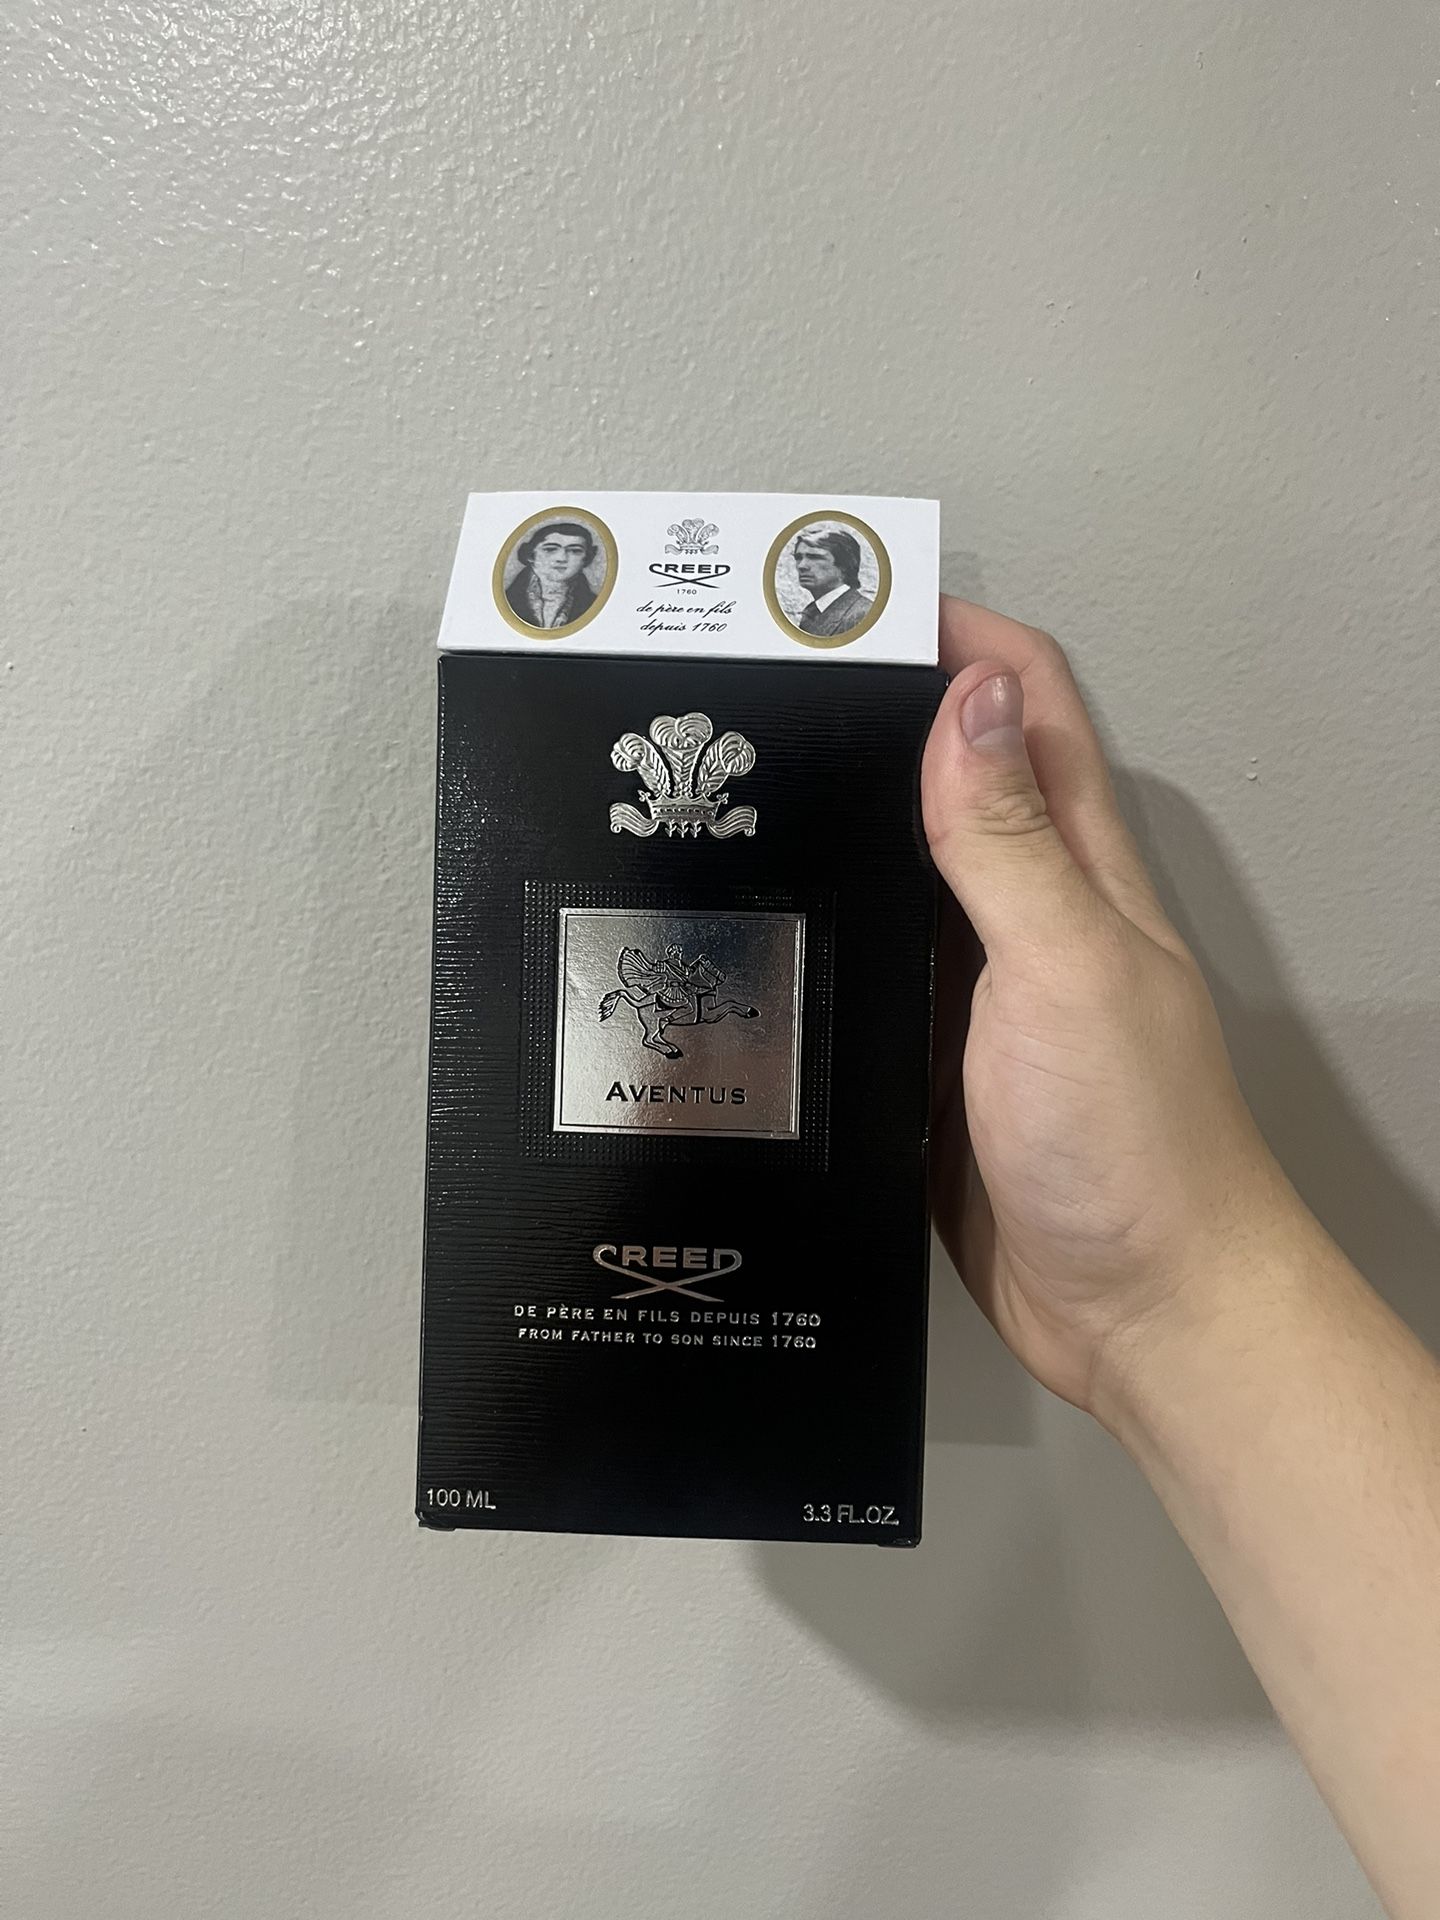 CREED
1760
de père en fils
depuis 1760
AVENTUS
CREED
DE PÈRE EN FILS DEPUIS 1760
FROM FATHER TO SON SINCE 1760
100 ML
3.3 FL.OZ.